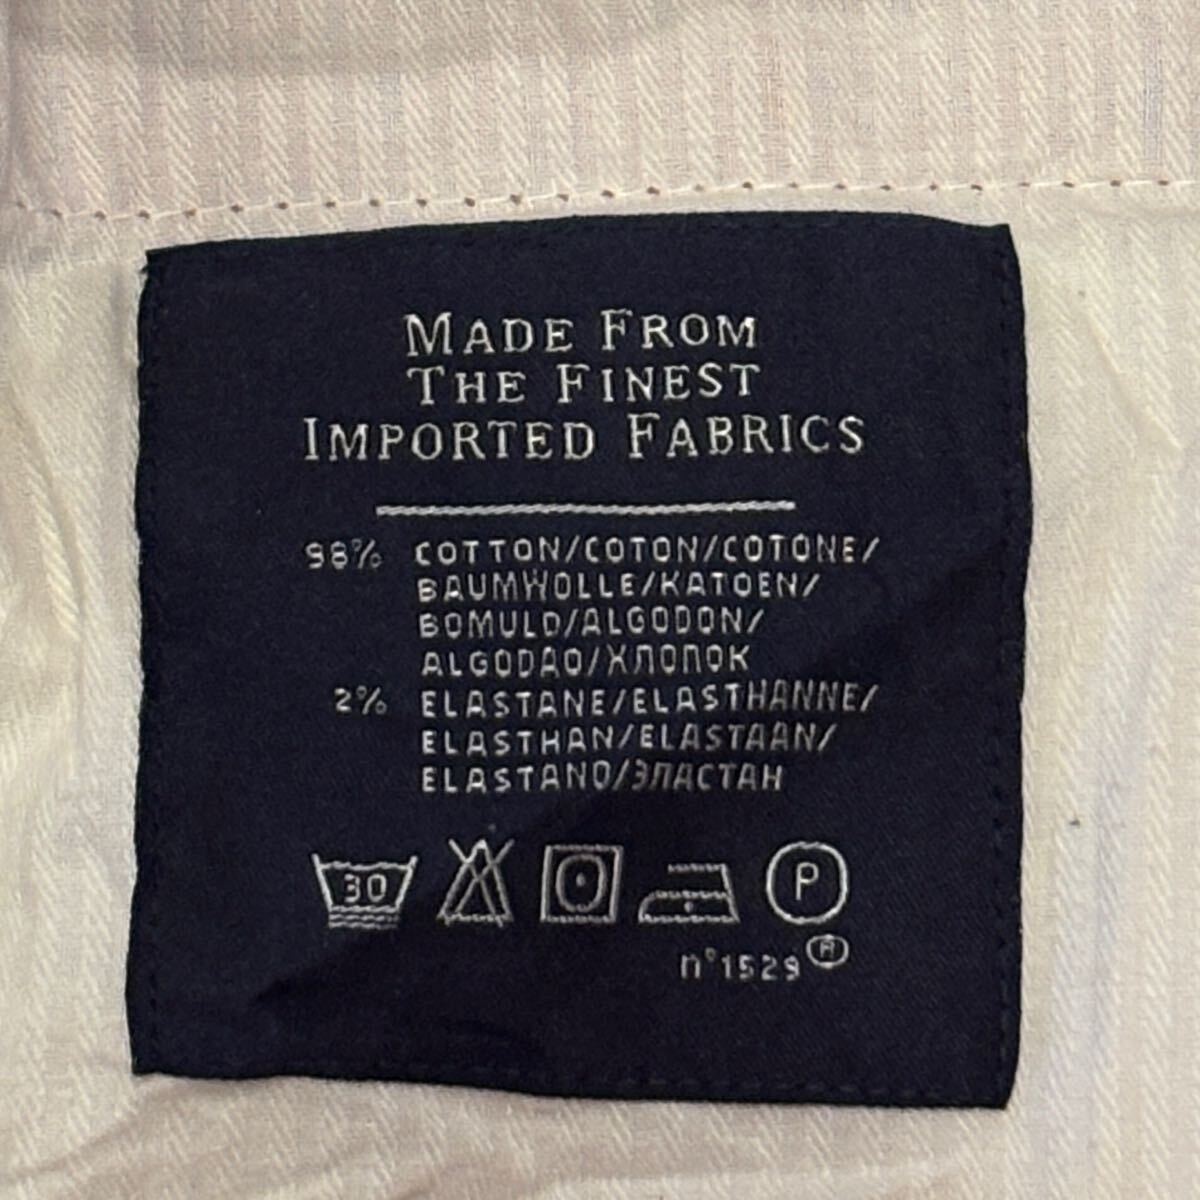 MADE FROM
THE FINEST
IMPORTED FABRICS
98% COTTON/COTON/COTONE/
BAUMWOLLE/KATOEN/
BOMULD/ALGODON/
ALGODAO/ХЛОПОК
2% ELASTANE/ELASTHANNE/
ELASTHAN/ELASTAAN/
ELASTANO/ЭЛАСТАН
30 P
n°1529 ®